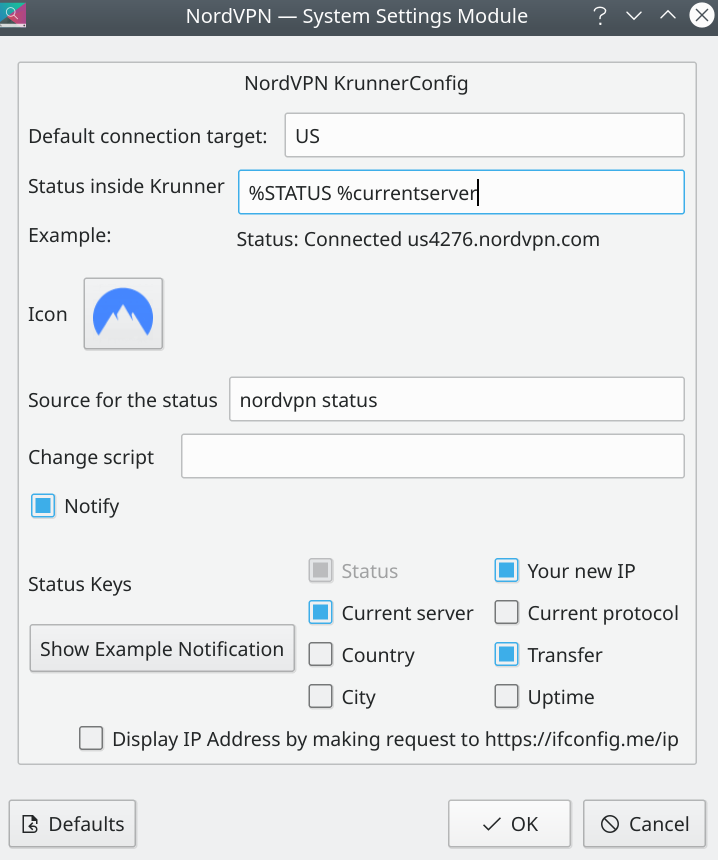 NordVPN — System Settings Module
NordVPN KrunnerConfig
Default connection target: US
Status inside Krunner %STATUS %currentserver
Example: Status: Connected us4276.nordvpn.com
Icon
Source for the status nordvpn status
Change script
Notify
Status Keys
Show Example Notification
Status Your new IP
Current server Current protocol
Country Transfer
City Uptime
Display IP Address by making request to https://ifconfig.me/ip
Defaults OK Cancel